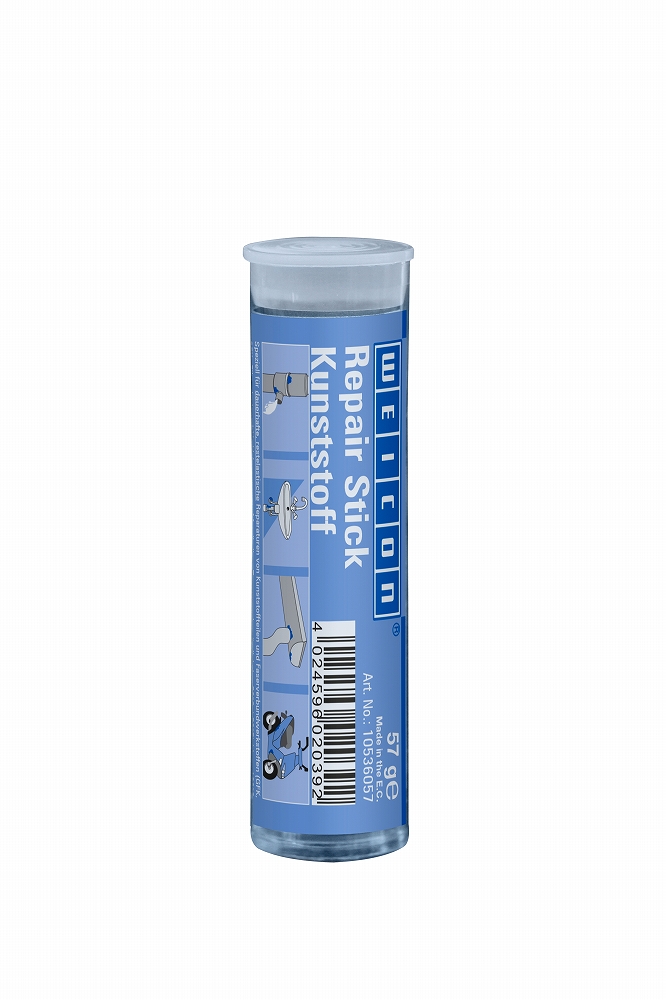 WEICON®
Repair Stick
Kunststoff
57 g e
Made in the E.C.
Art. No.: 10536057
4 024596 020392
Speziell für dauerhafte, restelastische Reparaturen von Kunststoffteilen und Faserverbundwerkstoffen (GFK,